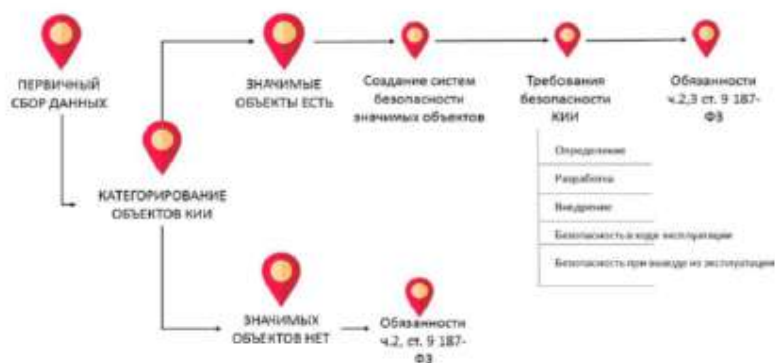 ПЕРВИЧНЫЙ
СБОР ДАННЫХ
ЗНАЧИМЫЕ
ОБЪЕКТЫ ЕСТЬ
Создание систем
безопасности
значимых объектов
Требования
безопасности
КИИ
Обязанности
ч.2,3 ст. 9 187-
ФЗ
Определение
Разработка
Внедрение
Безопасность в ходе эксплуатации
Безопасность при выводе из эксплуатации
КАТЕГОРИРОВАНИЕ
ОБЪЕКТОВ КИИ
ЗНАЧИМЫХ
ОБЪЕКТОВ НЕТ
Обязанности
ч.2, ст. 9 187-
ФЗ